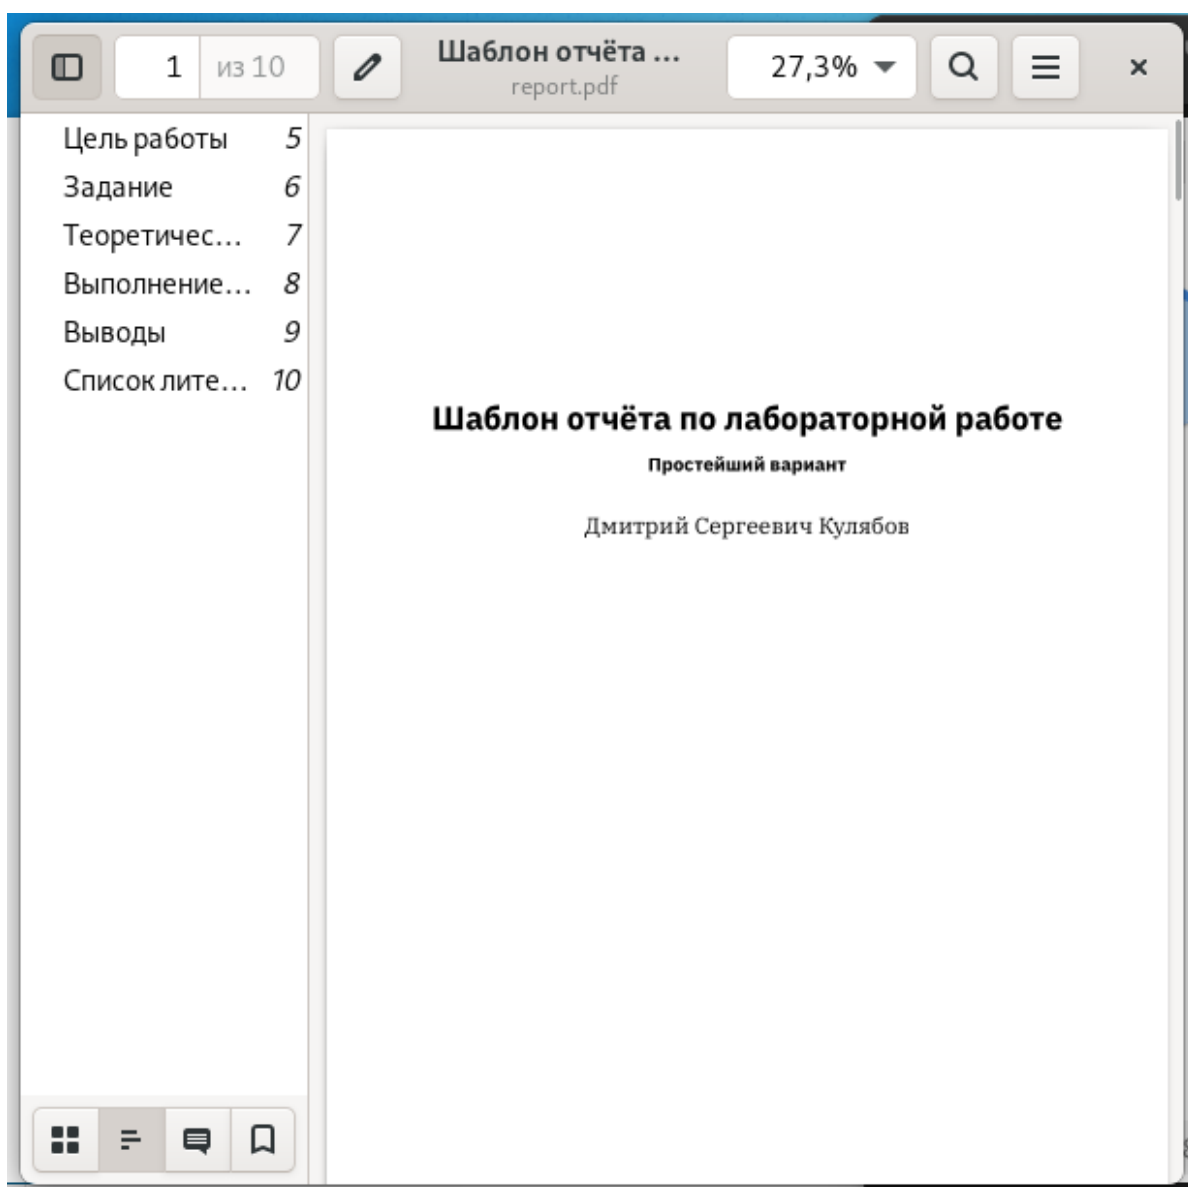 1 из 10 Шаблон отчёта ... 27,3%
report.pdf
Цель работы 5
Задание 6
Теоретичес... 7
Выполнение... 8
Выводы 9
Список лите... 10
Шаблон отчёта по лабораторной работе
Простейший вариант
Дмитрий Сергеевич Кулябов